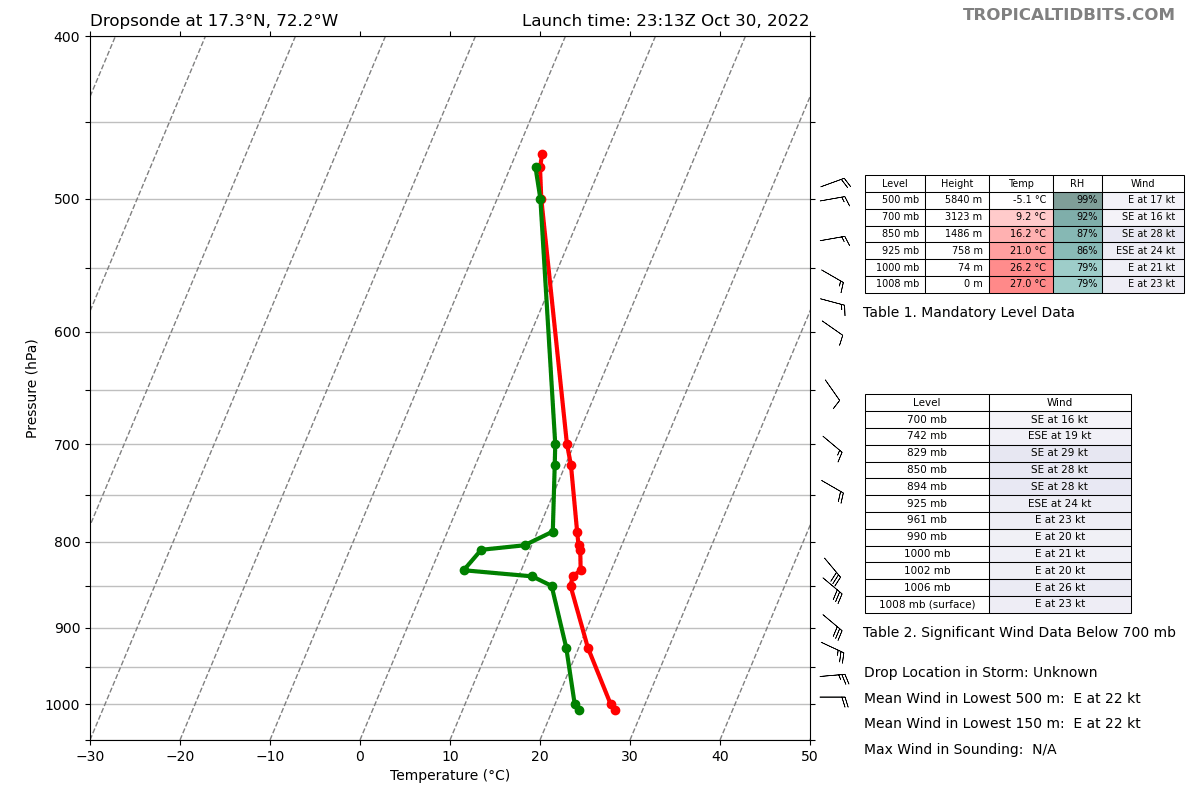 Dropsonde at 17.3°N, 72.2°W
Launch time: 23:13Z Oct 30, 2022
TROPICALTIDBITS.COM
400
500
600
700
800
900
1000
Pressure (hPa)
−30 −20 −10 0 10 20 30 40 50
Temperature (°C)
Level Height Temp RH Wind
500 mb 5840 m -5.1 °C 99% E at 17 kt
700 mb 3123 m 9.2 °C 92% SE at 16 kt
850 mb 1486 m 16.2 °C 87% SE at 28 kt
925 mb 758 m 21.0 °C 86% ESE at 24 kt
1000 mb 74 m 26.2 °C 79% E at 21 kt
1008 mb 0 m 27.0 °C 79% E at 23 kt
Table 1. Mandatory Level Data
Level Wind
700 mb SE at 16 kt
742 mb ESE at 19 kt
829 mb SE at 29 kt
850 mb SE at 28 kt
894 mb SE at 28 kt
925 mb ESE at 24 kt
961 mb E at 23 kt
990 mb E at 20 kt
1000 mb E at 21 kt
1002 mb E at 20 kt
1006 mb E at 26 kt
1008 mb (surface) E at 23 kt
Table 2. Significant Wind Data Below 700 mb
Drop Location in Storm: Unknown
Mean Wind in Lowest 500 m: E at 22 kt
Mean Wind in Lowest 150 m: E at 22 kt
Max Wind in Sounding: N/A